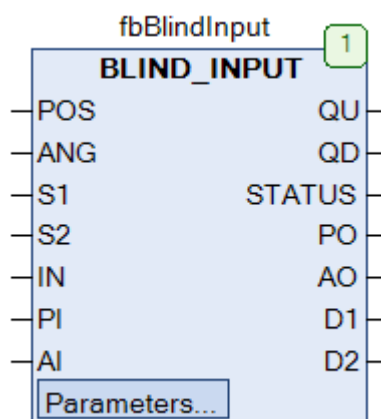 fbBlindInput
1
BLIND_INPUT
POS QU
ANG QD
S1 STATUS
S2 PO
IN AO
PI D1
AI D2
Parameters...